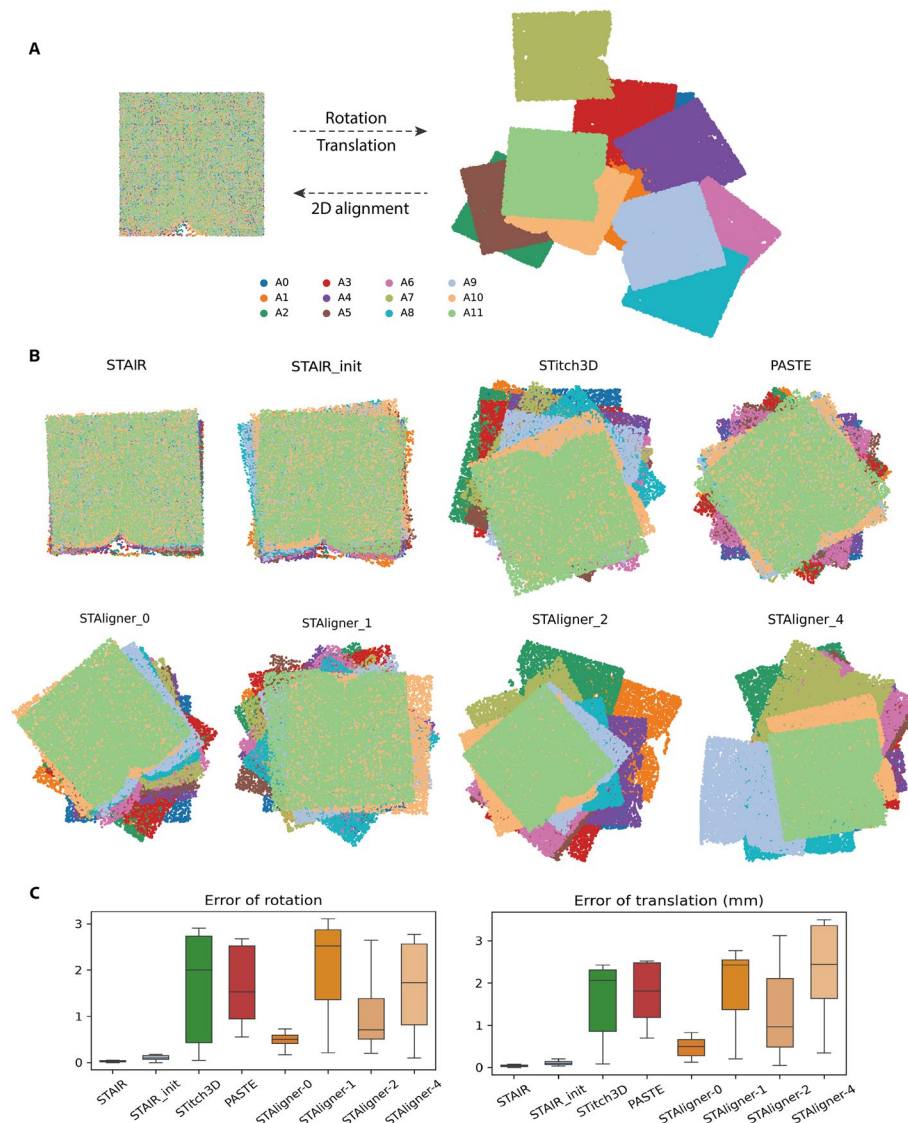 A
Rotation
Translation
2D alignment
A0 A3 A6 A9
A1 A4 A7 A10
A2 A5 A8 A11
B
STAIR STAIR_init STitch3D PASTE
STAligner_0 STAligner_1 STAligner_2 STAligner_4
C
Error of rotation
3
2
1
0
STAIR STAIR_init STitch3D PASTE STAligner-0 STAligner-1 STAligner-2 STAligner-4
Error of translation (mm)
3
2
1
0
STAIR STAIR_init STitch3D PASTE STAligner-0 STAligner-1 STAligner-2 STAligner-4